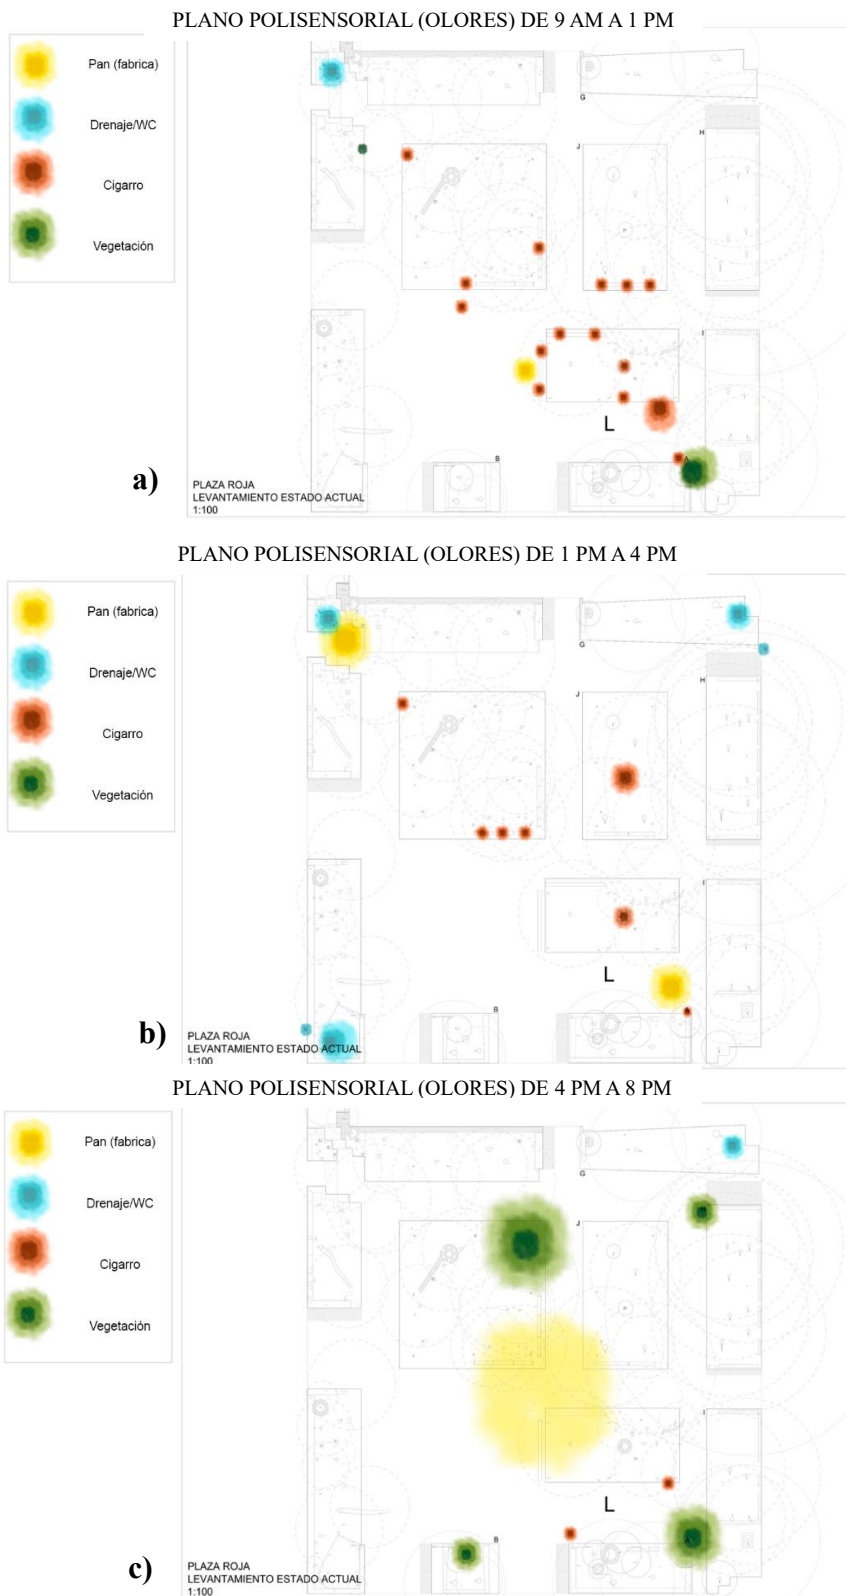 PLANO POLISENSORIAL (OLORES) DE 9 AM A 1 PM
Pan (fabrica)
Drenaje/WC
Cigarro
Vegetación
G
H
J
I
L
A
B
a)
PLAZA ROJA
LEVANTAMIENTO ESTADO ACTUAL
1:100
PLANO POLISENSORIAL (OLORES) DE 1 PM A 4 PM
Pan (fabrica)
Drenaje/WC
Cigarro
Vegetación
G
H
J
I
L
A
B
b)
PLAZA ROJA
LEVANTAMIENTO ESTADO ACTUAL
1:100
PLANO POLISENSORIAL (OLORES) DE 4 PM A 8 PM
Pan (fabrica)
Drenaje/WC
Cigarro
Vegetación
G
H
J
I
L
A
B
c)
PLAZA ROJA
LEVANTAMIENTO ESTADO ACTUAL
1:100